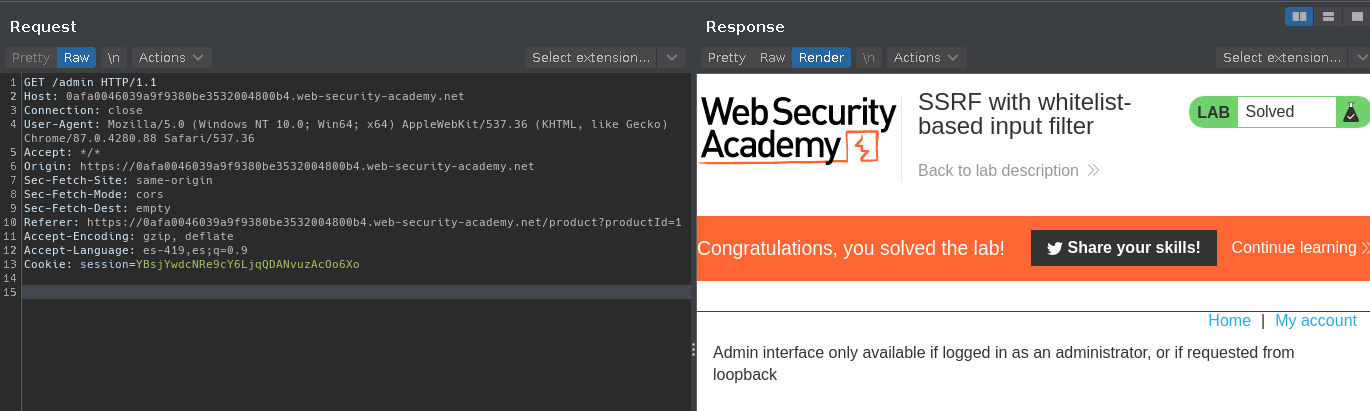 Request
Pretty Raw \n Actions Select extension...
1 GET /admin HTTP/1.1
2 Host: 0afa0046039a9f9380be3532004800b4.web-security-academy.net
3 Connection: close
4 User-Agent: Mozilla/5.0 (Windows NT 10.0; Win64; x64) AppleWebKit/537.36 (KHTML, like Gecko)
Chrome/87.0.4280.88 Safari/537.36
5 Accept: */*
6 Origin: https://0afa0046039a9f9380be3532004800b4.web-security-academy.net
7 Sec-Fetch-Site: same-origin
8 Sec-Fetch-Mode: cors
9 Sec-Fetch-Dest: empty
10 Referer: https://0afa0046039a9f9380be3532004800b4.web-security-academy.net/product?productId=1
11 Accept-Encoding: gzip, deflate
12 Accept-Language: es-419,es;q=0.9
13 Cookie: session=YBsjYwdcNRe9cY6LjqQDANvuzAcOo6Xo
14
15
Response
Pretty Raw Render \n Actions Select extension...
Web Security
Academy
SSRF with whitelist-
based input filter
Back to lab description
LAB Solved
Congratulations, you solved the lab! Share your skills! Continue learning
Home | My account
Admin interface only available if logged in as an administrator, or if requested from
loopback